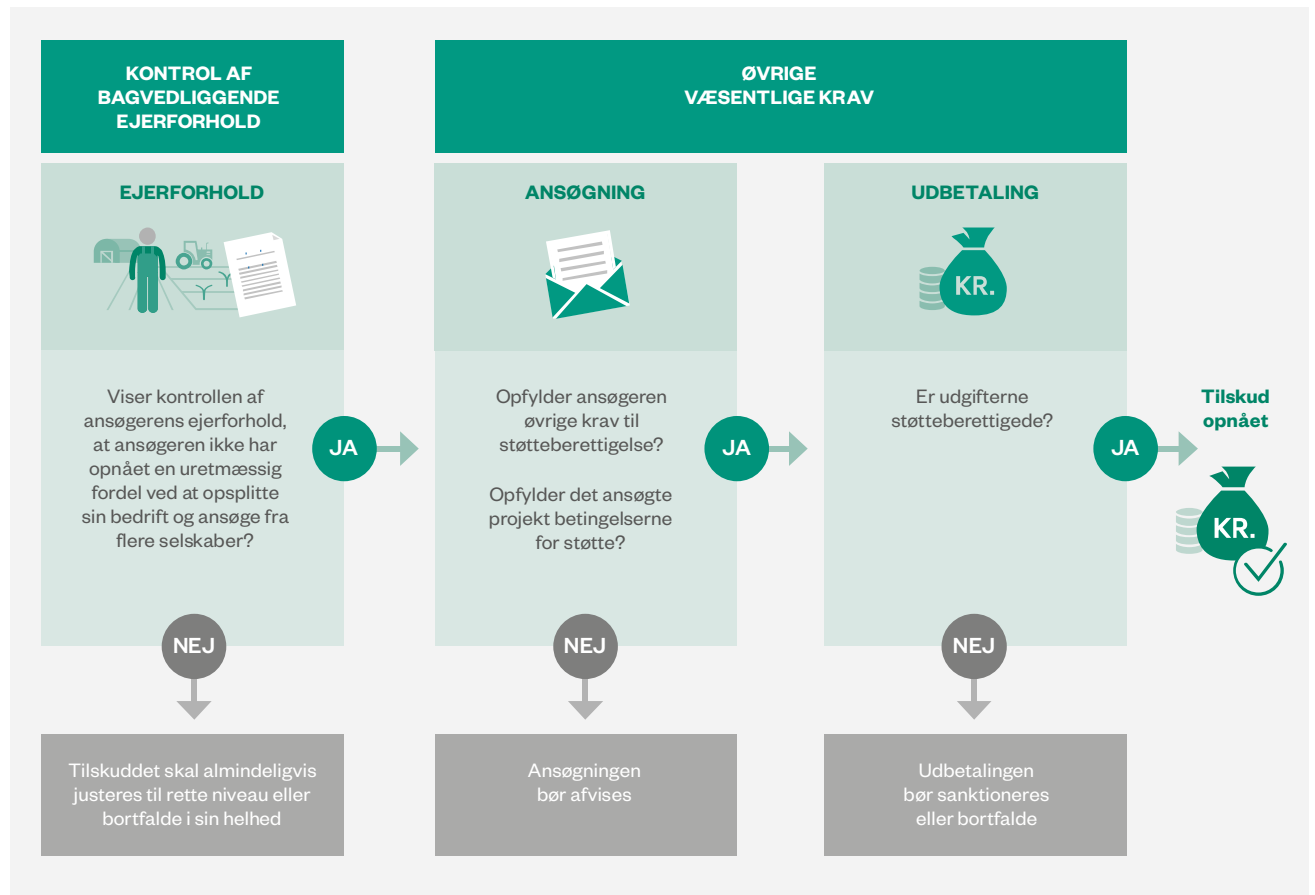 KONTROL AF
BAGVEDLIGGENDE
EJERFORHOLD
ØVRIGE
VÆSENTLIGE KRAV
EJERFORHOLD
Viser kontrollen af
ansøgerens ejerforhold,
at ansøgeren ikke har
opnået en uretmæssig
fordel ved at opsplitte
sin bedrift og ansøge fra
flere selskaber?
JA
NEJ
Tilskuddet skal almindeligvis
justeres til rette niveau eller
bortfalde i sin helhed
ANSØGNING
Opfylder ansøgeren
øvrige krav til
støtteberettigelse?
Opfylder det ansøgte
projekt betingelserne
for støtte?
JA
NEJ
Ansøgningen
bør afvises
UDBETALING
KR.
Er udgifterne
støtteberettigede?
JA
NEJ
Udbetalingen
bør sanktioneres
eller bortfalde
Tilskud
opnået
KR.